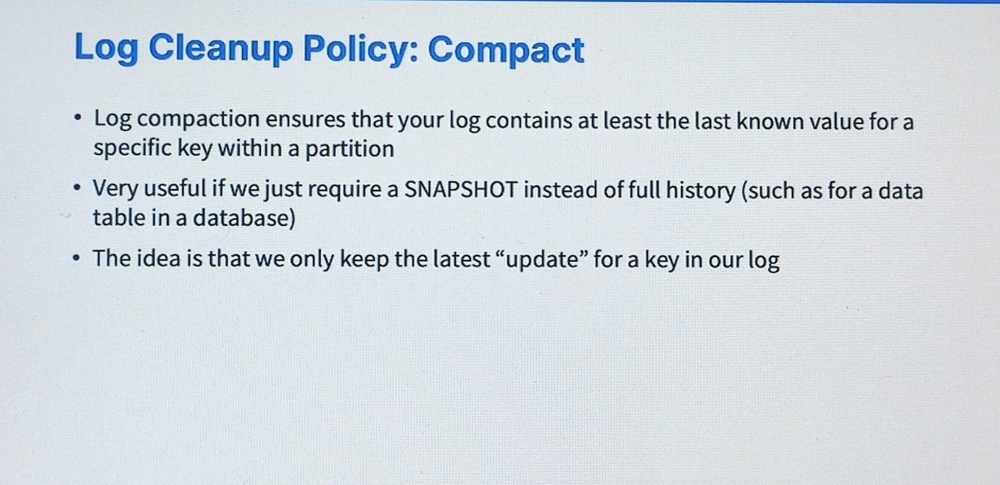 Log Cleanup Policy: Compact
• Log compaction ensures that your log contains at least the last known value for a
specific key within a partition
• Very useful if we just require a SNAPSHOT instead of full history (such as for a data
table in a database)
• The idea is that we only keep the latest “update” for a key in our log